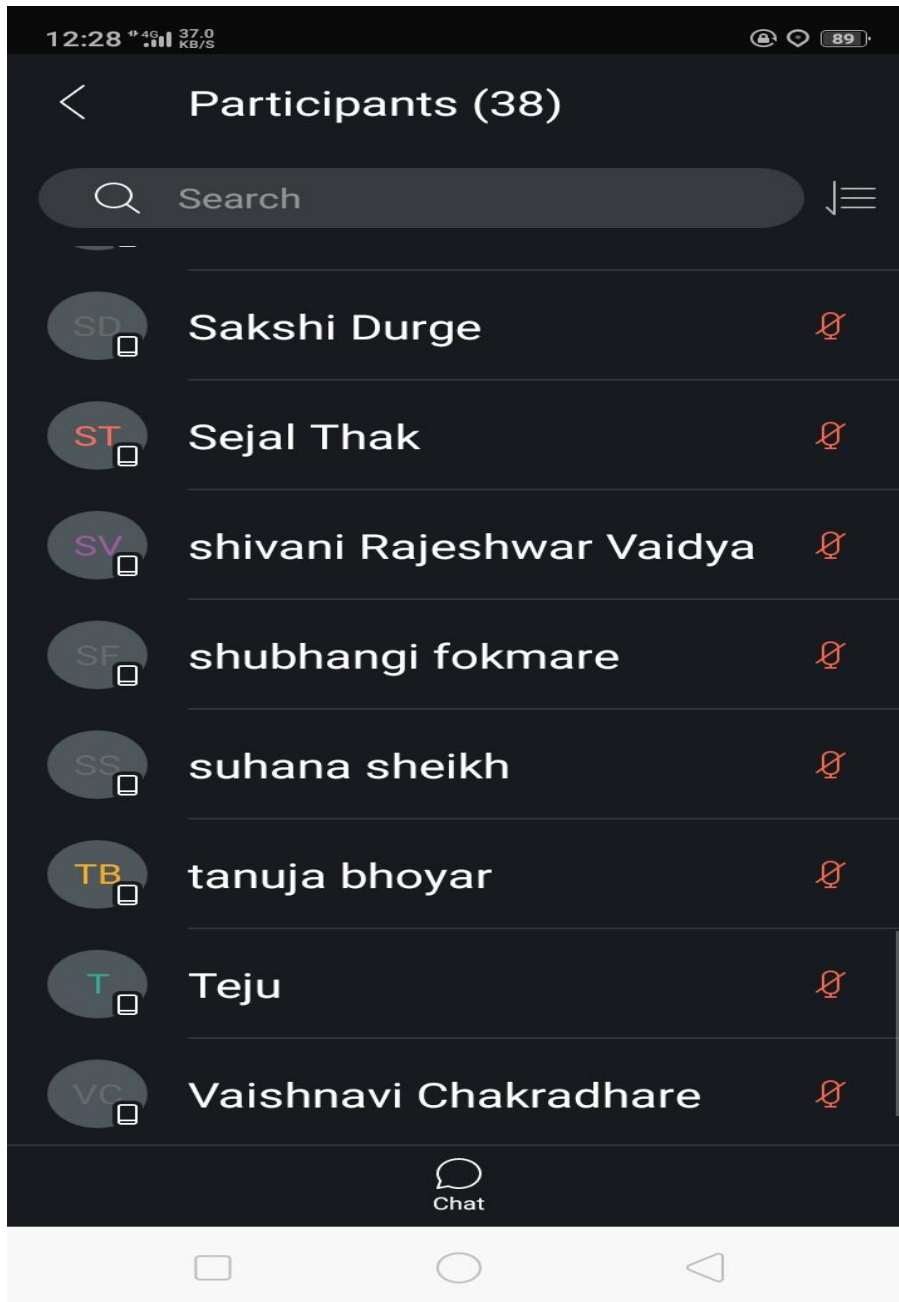 12:28 4G 37.0 KB/S 89
Participants (38)
Search
SD Sakshi Durge
ST Sejal Thak
SV shivani Rajeshwar Vaidya
SF shubhangi fokmare
SS suhana sheikh
TB tanuja bhoyar
T Teju
VC Vaishnavi Chakradhare
Chat